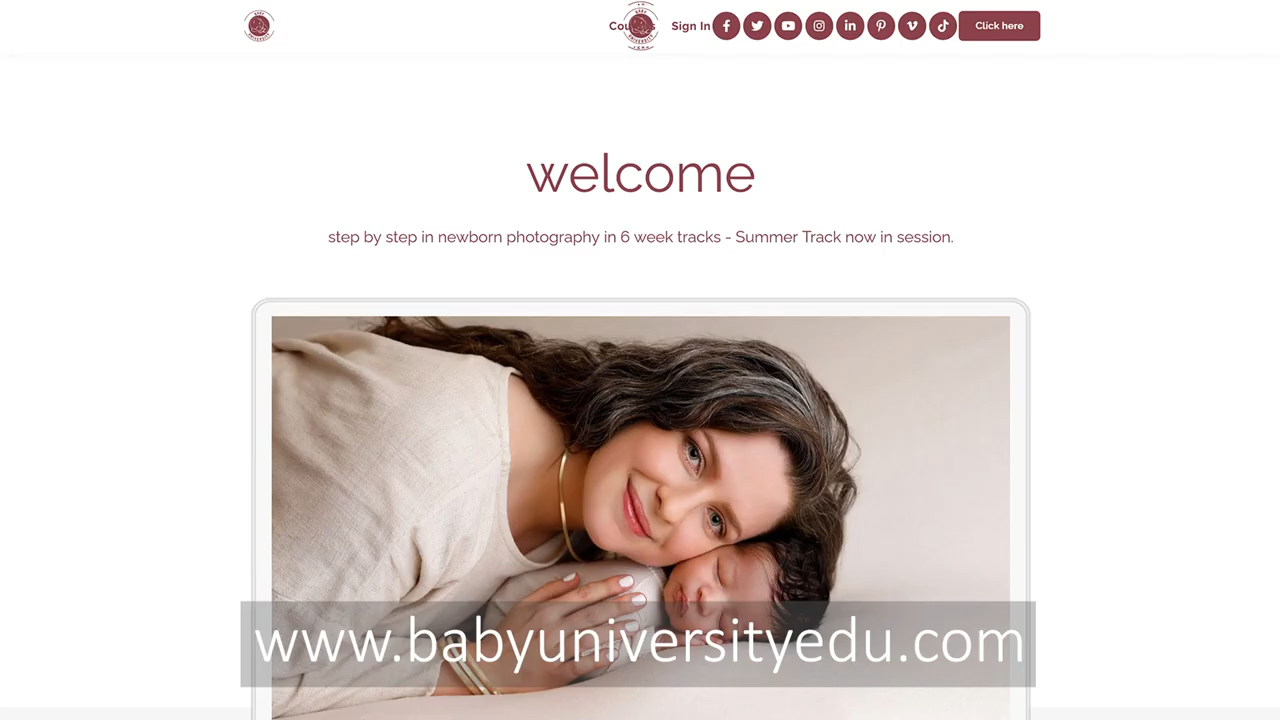 Sign In
Click here
welcome
step by step in newborn photography in 6 week tracks - Summer Track now in session.
www.babyuniversityedu.com